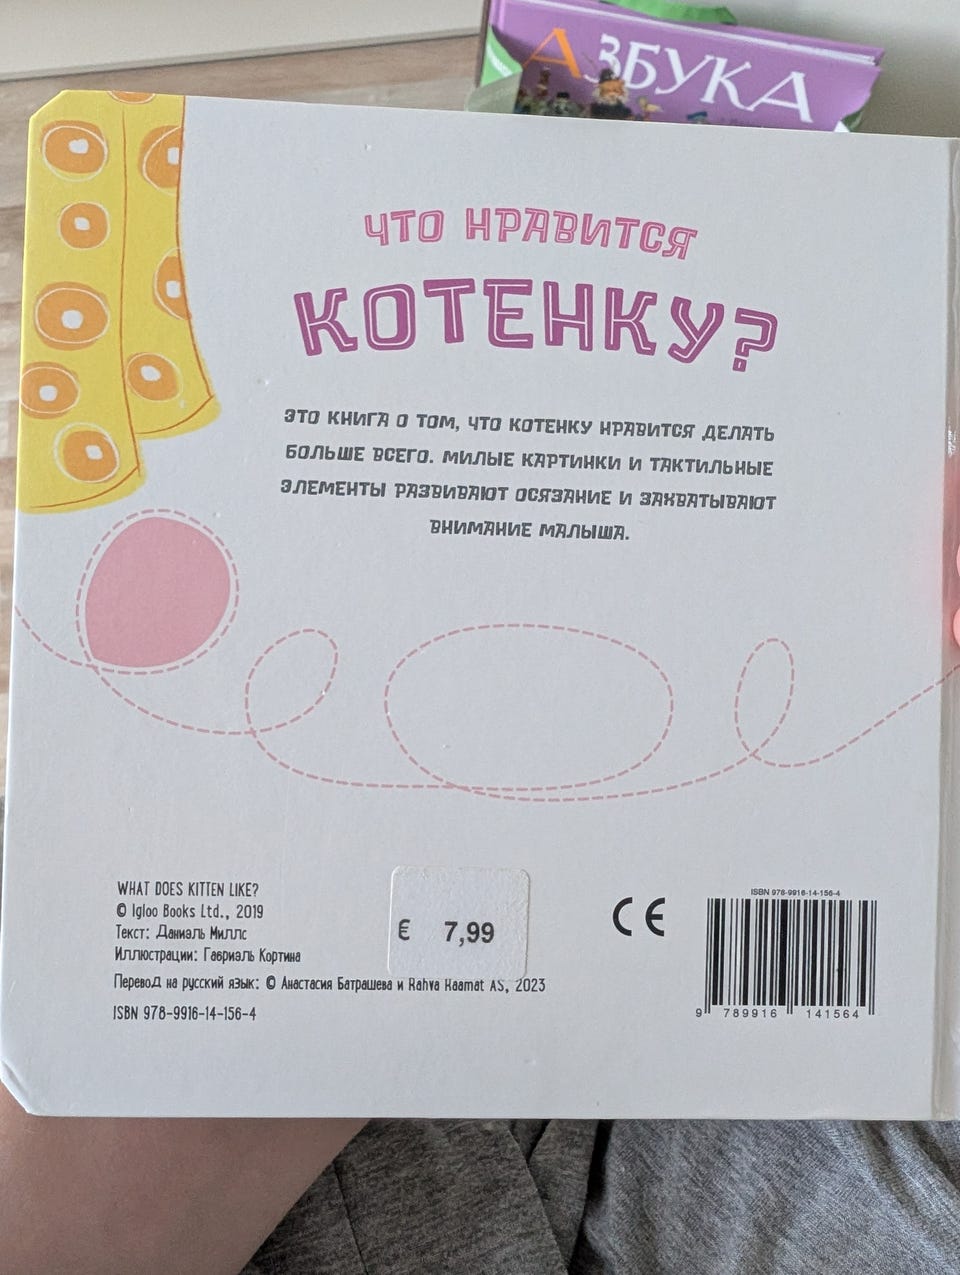 АЗБУКА
ЧТО НРАВИТСЯ
КОТЕНКУ?
ЭТО КНИГА О ТОМ, ЧТО КОТЕНКУ НРАВИТСЯ ДЕЛАТЬ
БОЛЬШЕ ВСЕГО. МИЛЫЕ КАРТИНКИ И ТАКТИЛЬНЫЕ
ЭЛЕМЕНТЫ РАЗВИВАЮТ ОСЯЗАНИЕ И ЗАХВАТЫВАЮТ
ВНИМАНИЕ МАЛЫША.
WHAT DOES KITTEN LIKE?
© Igloo Books Ltd., 2019
Текст: Даниэль Миллс
Иллюстрации: Гавриэль Кортина
Перевод на русский язык: © Анастасия Батрашева и Rahva Raamat AS, 2023
ISBN 978-9916-14-156-4
€ 7,99
CE
ISBN 978-9916-14-156-4
9 789916 141564